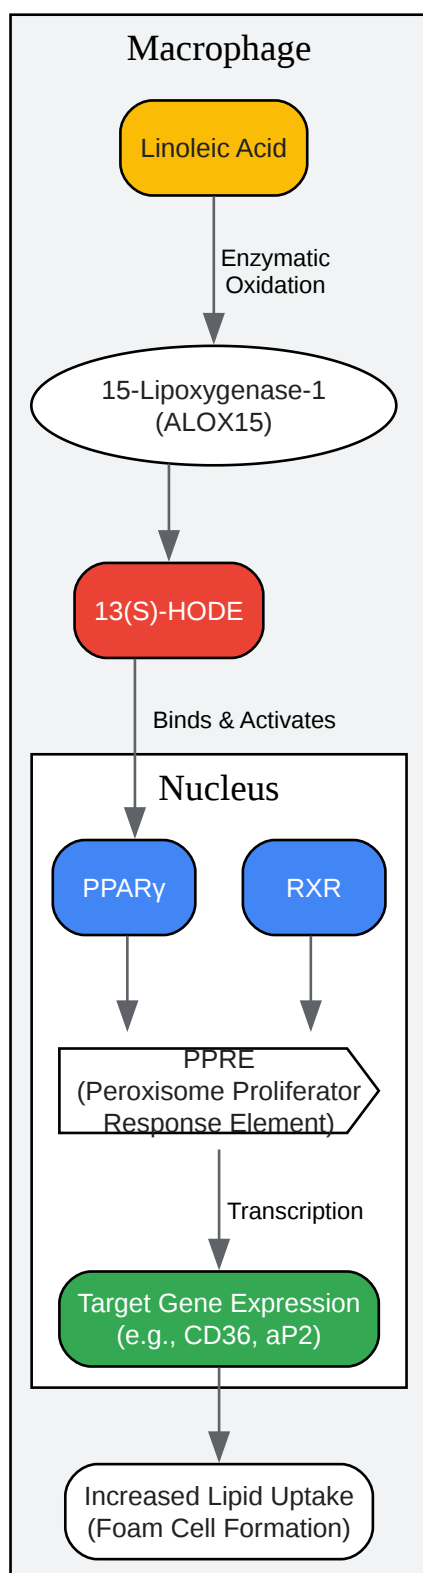 Macrophage
Linoleic Acid
Enzymatic
Oxidation
15-Lipoxygenase-1
(ALOX15)
13(S)-HODE
Binds & Activates
Nucleus
PPARγ
RXR
PPRE
(Peroxisome Proliferator
Response Element)
Transcription
Target Gene Expression
(e.g., CD36, aP2)
Increased Lipid Uptake
(Foam Cell Formation)